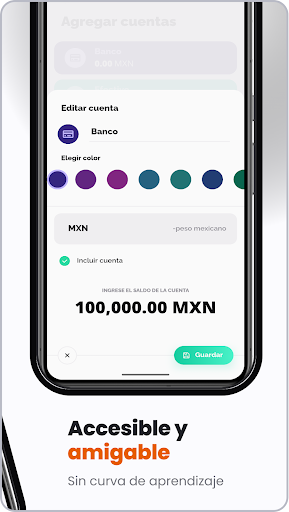 Agregar cuentas
Banco
0.00 MXN
Editar cuenta
Banco
Elegir color
MXN
-peso mexicano
Incluir cuenta
INGRESE EL SALDO DE LA CUENTA
100,000.00 MXN
Guardar
Accesible y
amigable
Sin curva de aprendizaje